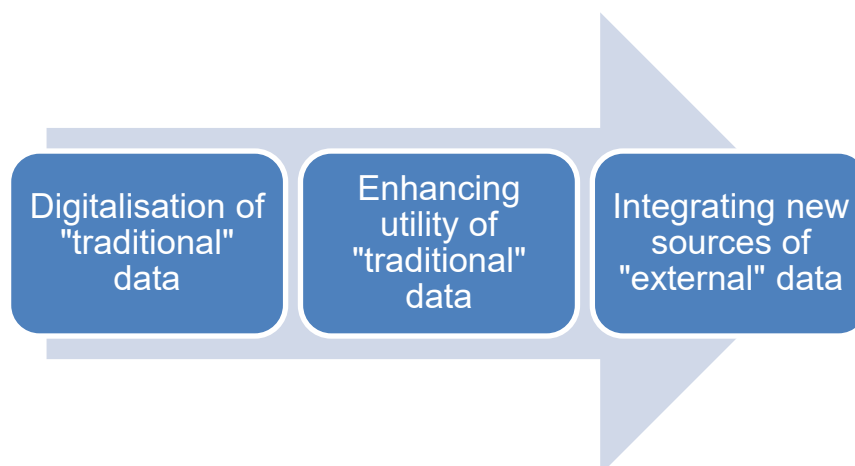 Digitalisation of
"traditional"
data
Enhancing
utility of
"traditional"
data
Integrating new
sources of
"external" data